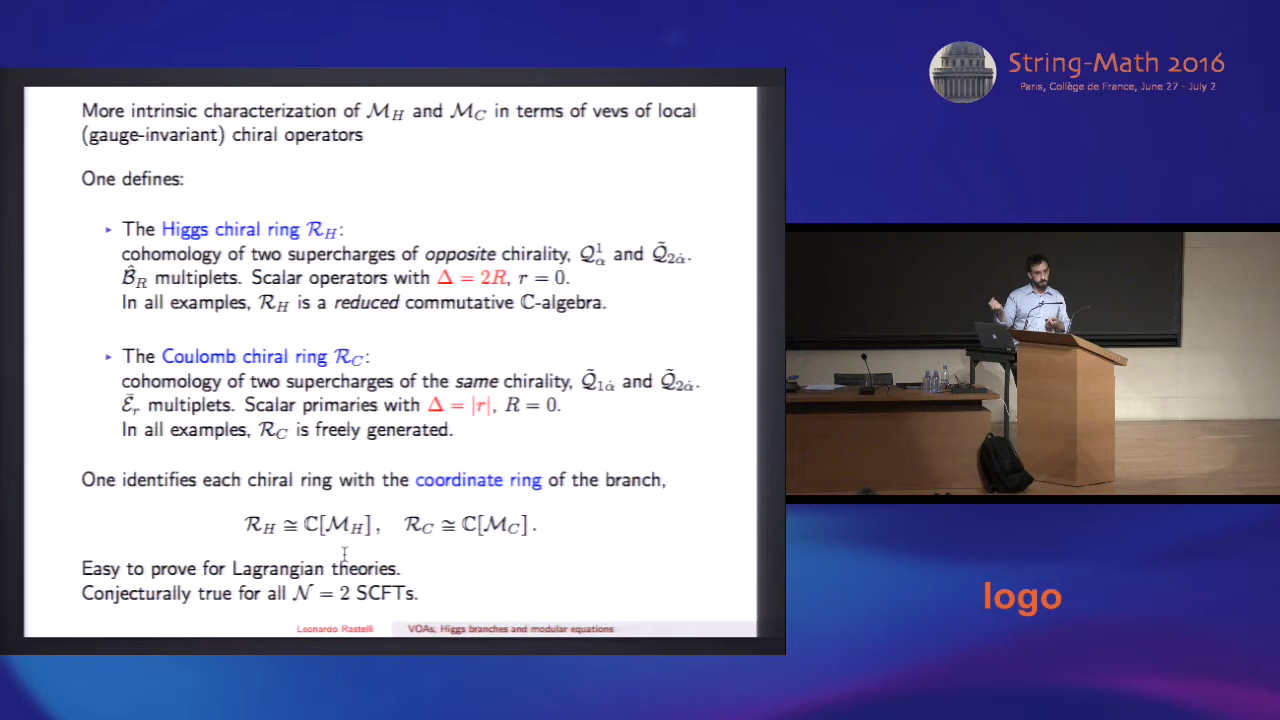 More intrinsic characterization of ℳ_H and ℳ_C in terms of vevs of local
(gauge-invariant) chiral operators
One defines:
▸ The Higgs chiral ring ℛ_H:
cohomology of two supercharges of opposite chirality, Q^1_α and Q̃_{2α̇}.
B̂_R multiplets. Scalar operators with Δ = 2R, r = 0.
In all examples, ℛ_H is a reduced commutative ℂ-algebra.
▸ The Coulomb chiral ring ℛ_C:
cohomology of two supercharges of the same chirality, Q̃_{1α̇} and Q̃_{2α̇}.
Ē_r multiplets. Scalar primaries with Δ = |r|, R = 0.
In all examples, ℛ_C is freely generated.
One identifies each chiral ring with the coordinate ring of the branch,
ℛ_H ≅ ℂ[ℳ_H], ℛ_C ≅ ℂ[ℳ_C].
Easy to prove for Lagrangian theories.
Conjecturally true for all 𝒩 = 2 SCFTs.
Leonardo Rastelli VOAs, Higgs branches and modular equations
String-Math 2016
Paris, Collège de France, June 27 - July 2
logo